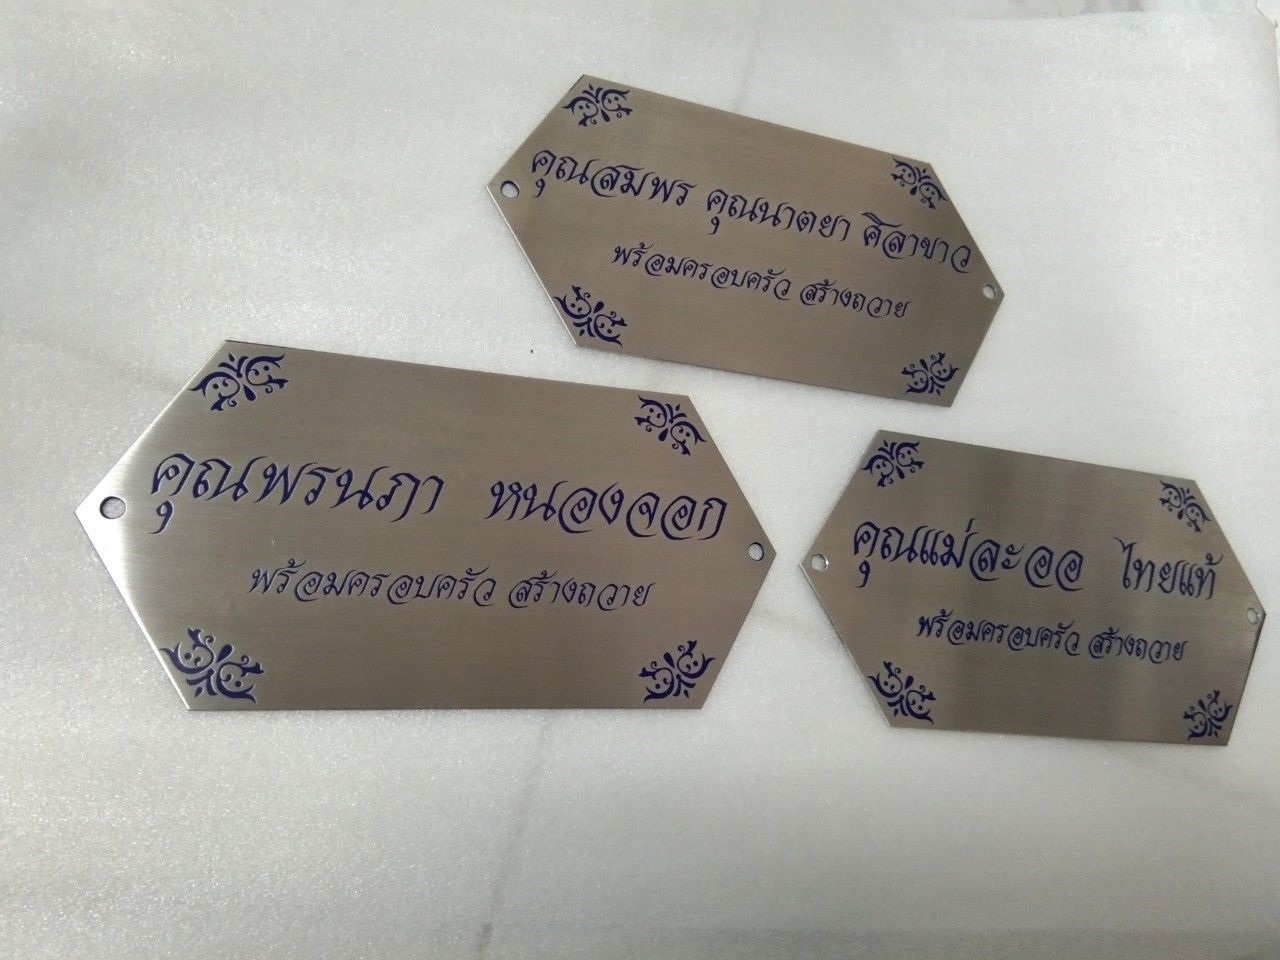 คุณสมพร คุณนาตยา ศิลาขาว
พร้อมครอบครัว สร้างถวาย
คุณพรนภา หนองจอก
พร้อมครอบครัว สร้างถวาย
คุณแม่ละออ ไทยแท้
พร้อมครอบครัว สร้างถวาย